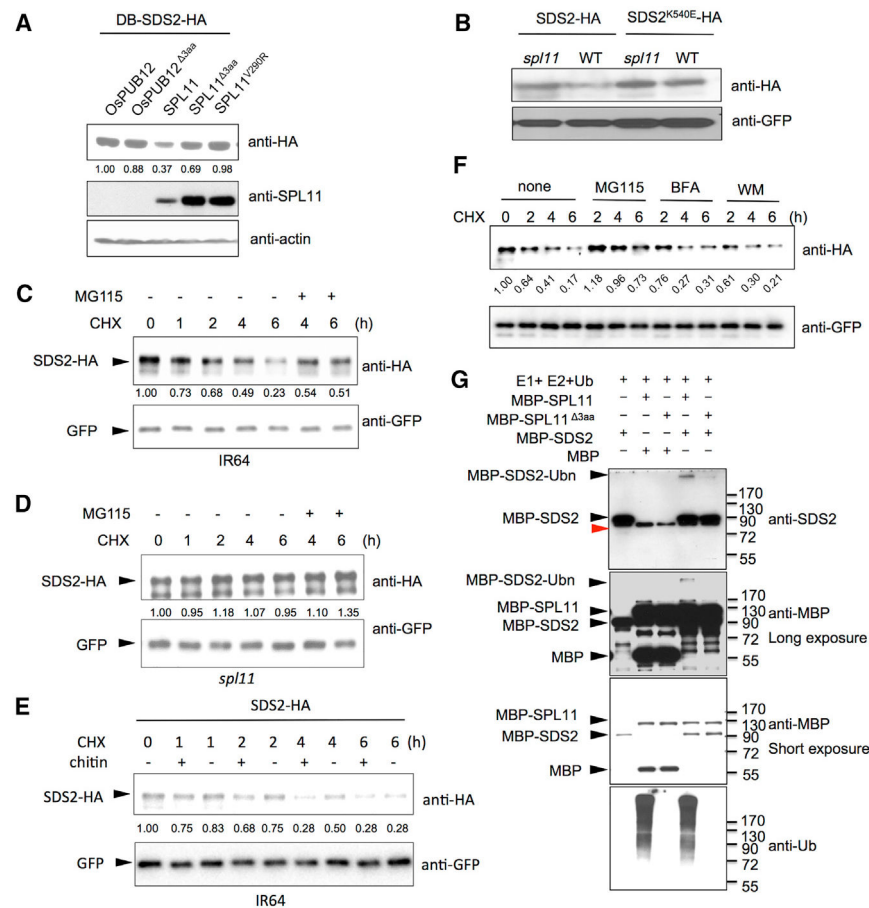 A
DB-SDS2-HA
OsPUB12
OsPUB12Δ3aa
SPL11
SPL11Δ3aa
SPL11V290R
anti-HA
1.00 0.88 0.37 0.69 0.98
anti-SPL11
anti-actin
B
SDS2-HA SDS2K540E-HA
spl11 WT spl11 WT
anti-HA
anti-GFP
C
MG115 - - - - - + +
CHX 0 1 2 4 6 4 6 (h)
SDS2-HA anti-HA
1.00 0.73 0.68 0.49 0.23 0.54 0.51
GFP anti-GFP
IR64
D
MG115 - - - - - + +
CHX 0 1 2 4 6 4 6 (h)
SDS2-HA anti-HA
1.00 0.95 1.18 1.07 0.95 1.10 1.35
GFP anti-GFP
spl11
E
SDS2-HA
CHX 0 1 1 2 2 4 4 6 6 (h)
chitin - + - + - + - + -
SDS2-HA anti-HA
1.00 0.75 0.83 0.68 0.75 0.28 0.50 0.28 0.28
GFP anti-GFP
IR64
F
none MG115 BFA WM
CHX 0 2 4 6 2 4 6 2 4 6 2 4 6 (h)
anti-HA
1.00 0.64 0.41 0.17 1.18 0.96 0.73 0.76 0.27 0.31 0.61 0.30 0.21
anti-GFP
G
E1+ E2+Ub + + + + +
MBP-SPL11 - + - + -
MBP-SPL11Δ3aa - - + - +
MBP-SDS2 + - - + +
MBP - + + - -
MBP-SDS2-Ubn
170
130
MBP-SDS2 90 anti-SDS2
72
55
MBP-SDS2-Ubn
170
MBP-SPL11 130 anti-MBP
MBP-SDS2 90
72 Long exposure
MBP 55
170
MBP-SPL11 130 anti-MBP
MBP-SDS2 90
72 Short exposure
MBP 55
170
130
90 anti-Ub
72
55